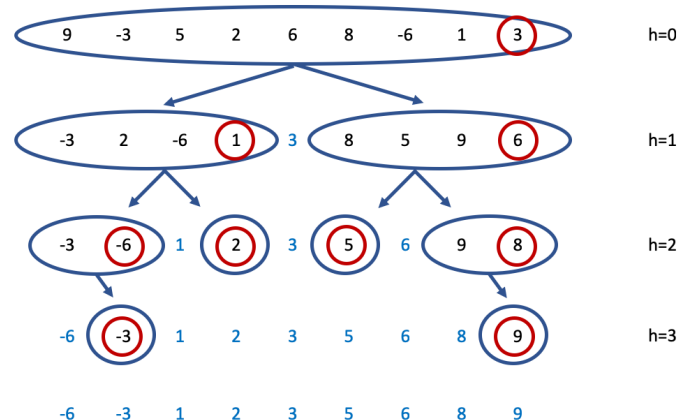 9 -3 5 2 6 8 -6 1 3 h=0
-3 2 -6 1 3 8 5 9 6 h=1
-3 -6 1 2 3 5 6 9 8 h=2
-6 -3 1 2 3 5 6 8 9 h=3
-6 -3 1 2 3 5 6 8 9